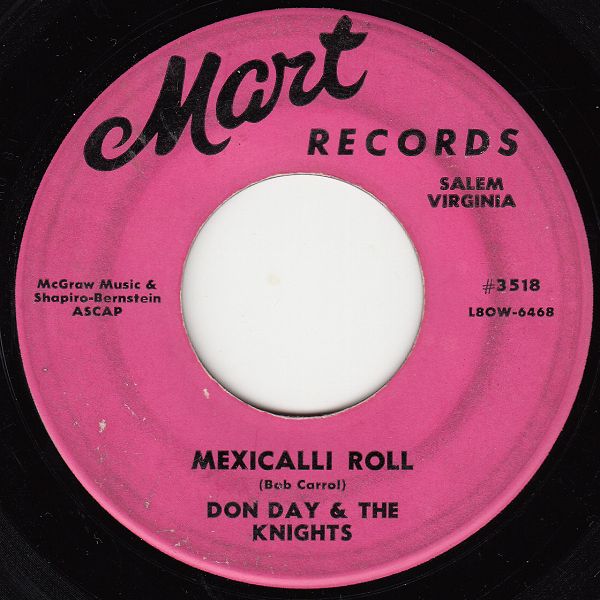 Mart
RECORDS
SALEM
VIRGINIA
McGraw Music &
Shapiro-Bernstein
ASCAP
#3518
L8OW-6468
MEXICALLI ROLL
(Bob Carrol)
DON DAY & THE
KNIGHTS